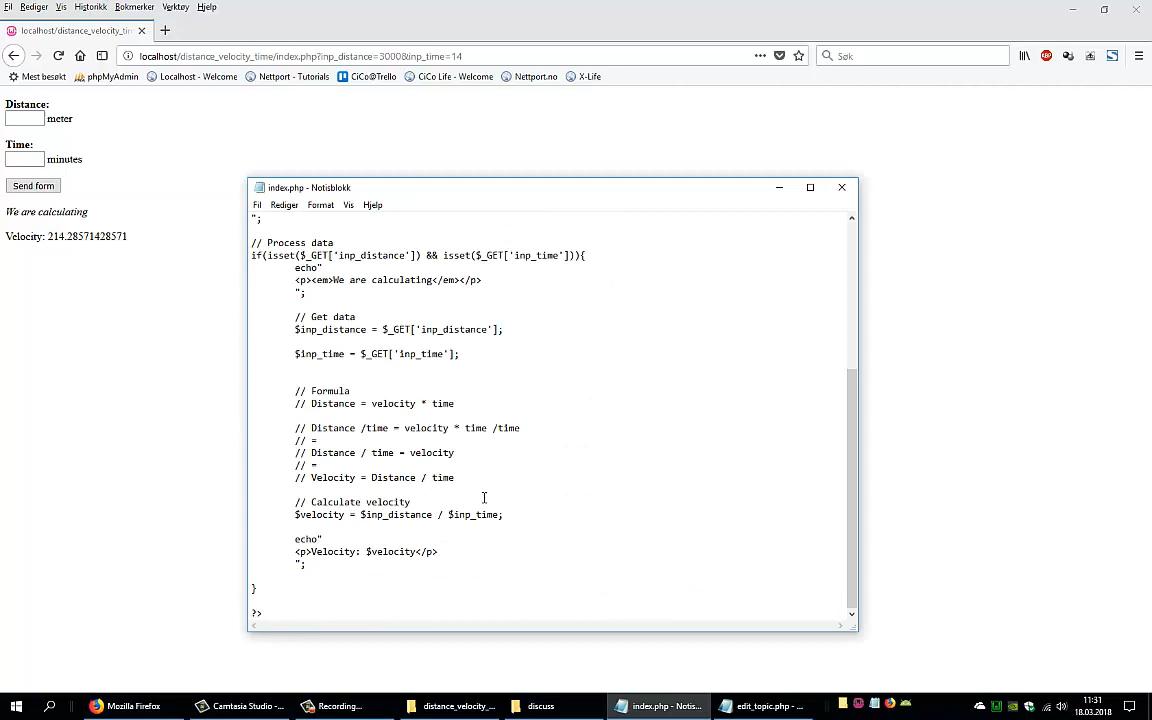 Fil Rediger Vis Historikk Bokmerker Verktøy Hjelp
localhost/distance_velocity_tim
localhost/distance_velocity_time/index.php?inp_distance=3000&inp_time=14
Søk
Mest besøkt phpMyAdmin Localhost - Welcome Nettport - Tutorials CiCo@Trello CiCo Life - Welcome Nettport.no X-Life
Distance:
meter
Time:
minutes
Send form
We are calculating
Velocity: 214.28571428571
index.php - Notisblokk
Fil Rediger Format Vis Hjelp
";
// Process data
if(isset($_GET['inp_distance']) && isset($_GET['inp_time'])){
echo"
<p><em>We are calculating</em></p>
";
// Get data
$inp_distance = $_GET['inp_distance'];
$inp_time = $_GET['inp_time'];
// Formula
// Distance = velocity * time
// Distance /time = velocity * time /time
// =
// Distance / time = velocity
// =
// Velocity = Distance / time
// Calculate velocity
$velocity = $inp_distance / $inp_time;
echo"
<p>Velocity: $velocity</p>
";
}
?>
Mozilla Firefox Camtasia Studio -... Recording... distance_velocity_... discuss index.php - Notis... edit_topic.php - ...
11:31
18.03.2018